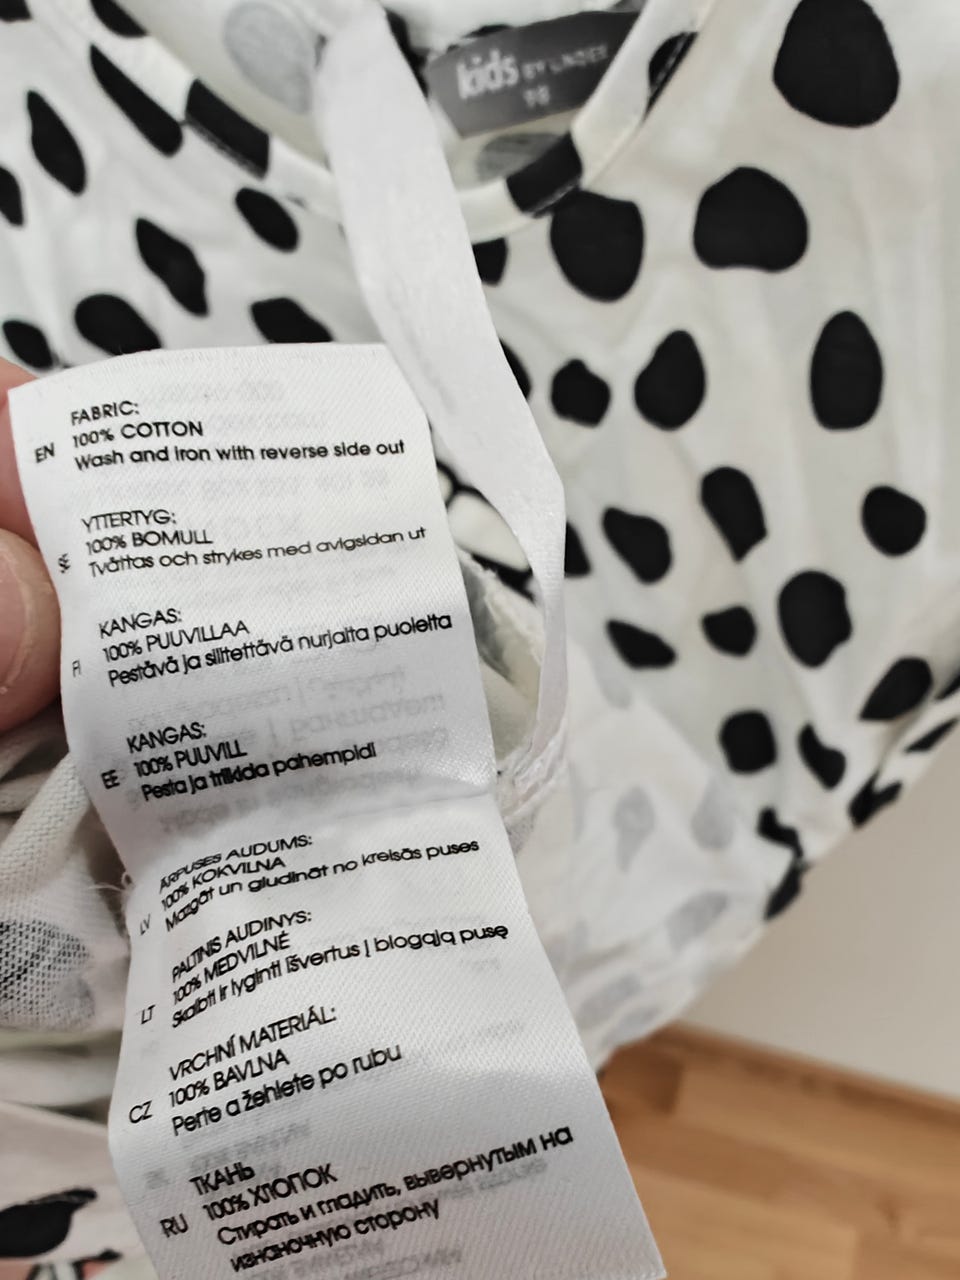 kids BY LINDEX
98
FABRIC:
EN 100% COTTON
Wash and iron with reverse side out
YTTERTYG:
100% BOMULL
Tvättas och strykes med avigsidan ut
KANGAS:
100% PUUVILLAA
FI Pestävä ja silitettävä nurjalta puolelta
KANGAS:
EE 100% PUUVILL
Pesta ja triikida pahempidi
ĀRPUSES AUDUMS:
100% KOKVILNA
LV Mazgāt un gludināt no kreisās puses
PALTINIS AUDINYS:
100% MEDVILNĖ
LT Skalbti ir lyginti išvertus į blogąją pusę
VRCHNÍ MATERIÁL:
100% BAVLNA
CZ Perte a žehlete po rubu
ТКАНЬ
RU 100% ХЛОПОК
Стирать и гладить, вывернутым на
изнаночную сторону